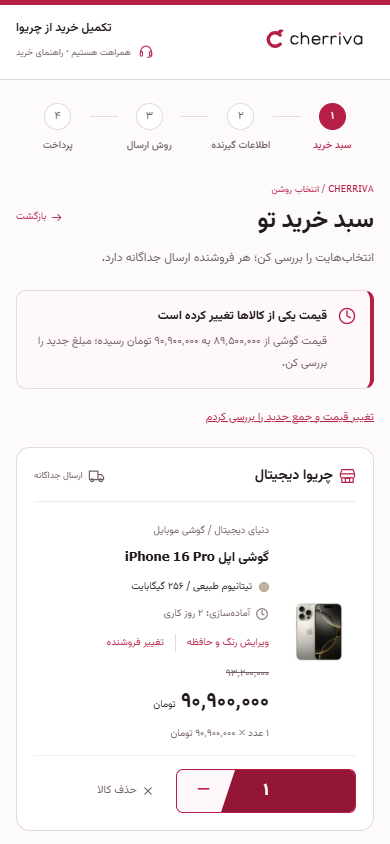 cherriva
تکمیل خرید از چریوا
همراهت هستیم · راهنمای خرید
۱
۲
۳
۴
سبد خرید
اطلاعات گیرنده
روش ارسال
پرداخت
CHERRIVA / انتخاب روشن
سبد خرید تو
بازگشت
انتخاب‌هایت را بررسی کن؛ هر فروشنده ارسال جداگانه دارد.
قیمت یکی از کالاها تغییر کرده است
قیمت گوشی از ۸۹,۵۰۰,۰۰۰ به ۹۰,۹۰۰,۰۰۰ تومان رسیده؛ مبلغ جدید را
بررسی کن.
تغییر قیمت و جمع جدید را بررسی کردم
چریوا دیجیتال
ارسال جداگانه
دنیای دیجیتال / گوشی موبایل
گوشی اپل iPhone 16 Pro
تیتانیوم طبیعی / ۲۵۶ گیگابایت
آماده‌سازی: ۲ روز کاری
ویرایش رنگ و حافظه
تغییر فروشنده
۹۳,۲۰۰,۰۰۰
۹۰,۹۰۰,۰۰۰ تومان
۱ عدد × ۹۰,۹۰۰,۰۰۰ تومان
۱ −
حذف کالا ×